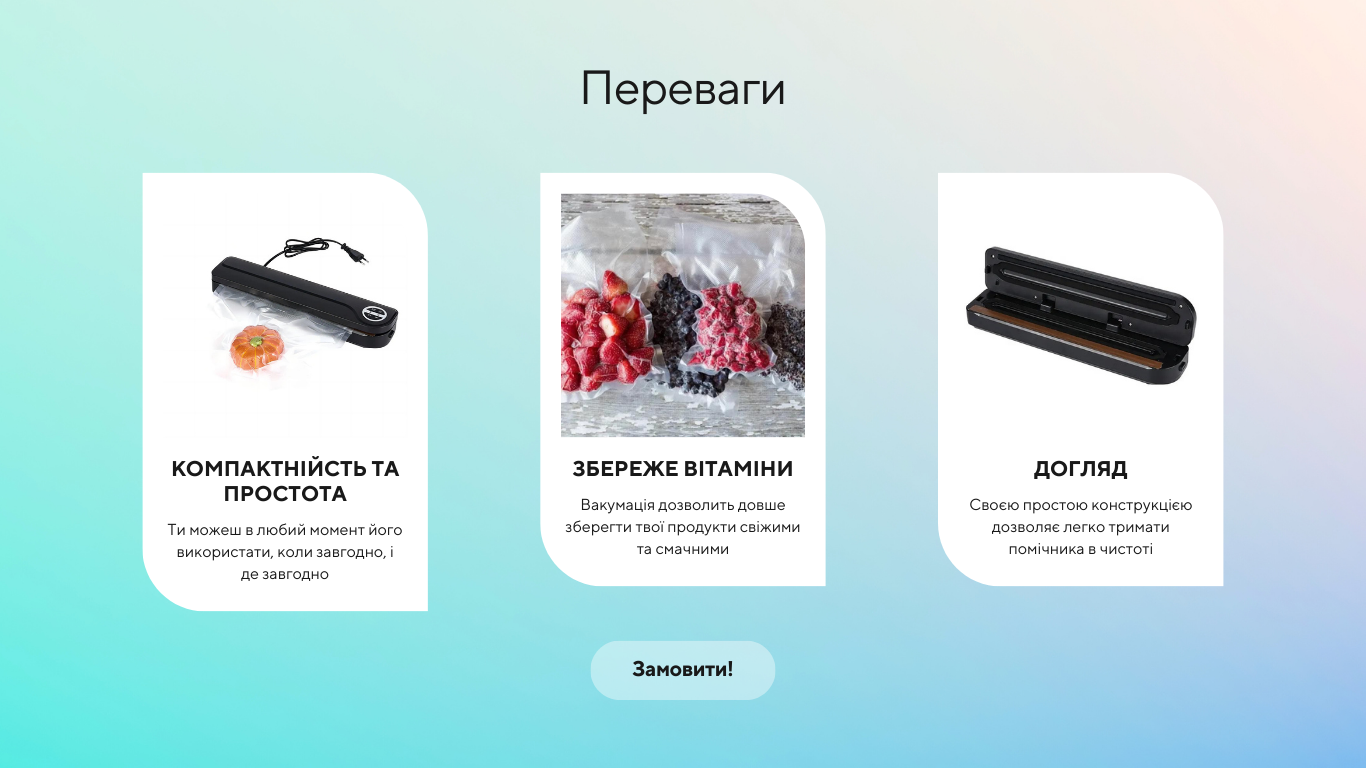 Переваги
КОМПАКТНІЙСТЬ ТА
ПРОСТОТА
Ти можеш в любий момент його
використати, коли завгодно, і
де завгодно
ЗБЕРЕЖЕ ВІТАМІНИ
Вакумація дозволить довше
зберегти твої продукти свіжими
та смачними
ДОГЛЯД
Своєю простою конструкцією
дозволяє легко тримати
помічника в чистоті
Замовити!